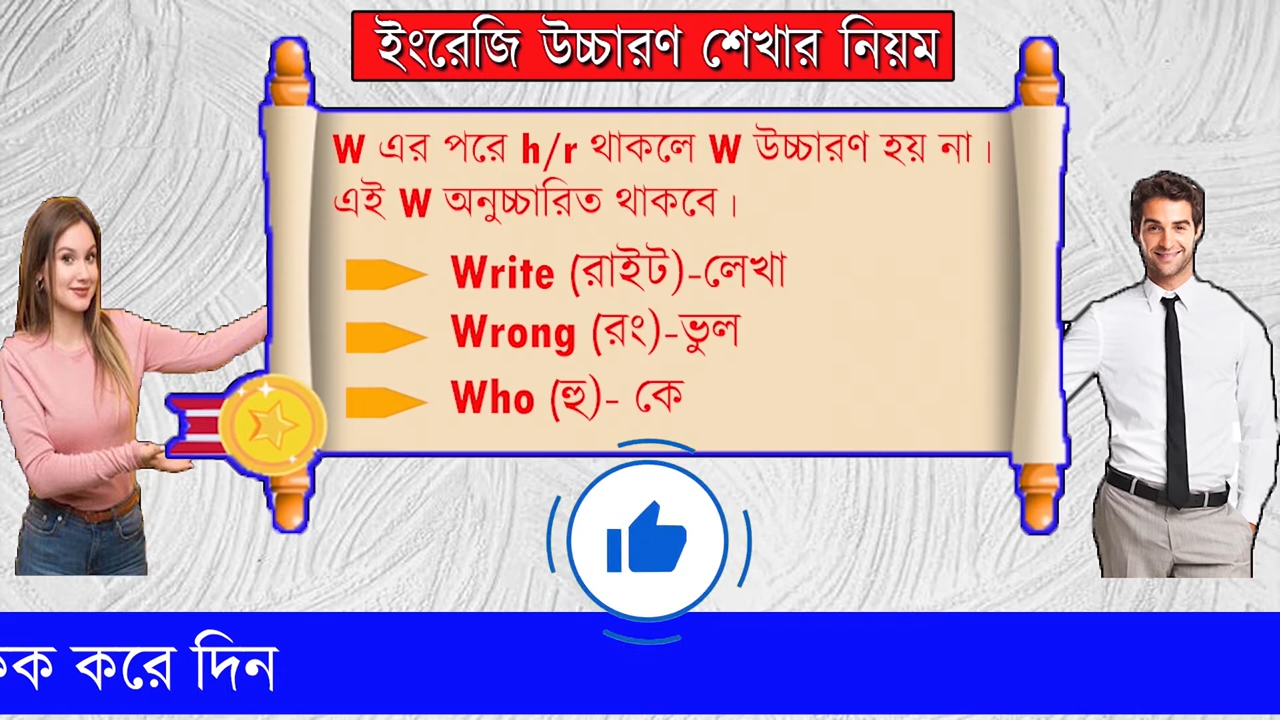 ইংরেজি উচ্চারণ শেখার নিয়ম
W এর পরে h/r থাকলে W উচ্চারণ হয় না।
এই W অনুচ্চারিত থাকবে।
Write (রাইট)-লেখা
Wrong (রং)-ভুল
Who (হু)- কে
করে দিন